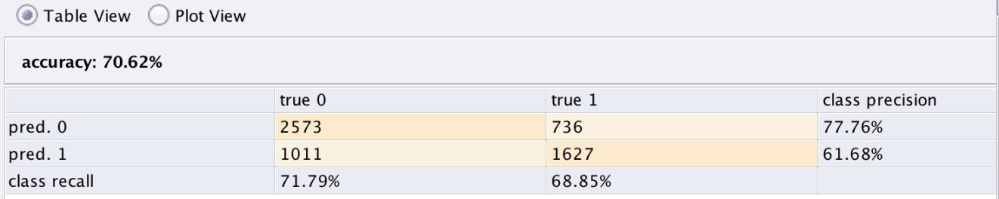 Table View Plot View
accuracy: 70.62%
true 0 true 1 class precision
pred. 0 2573 736 77.76%
pred. 1 1011 1627 61.68%
class recall 71.79% 68.85%